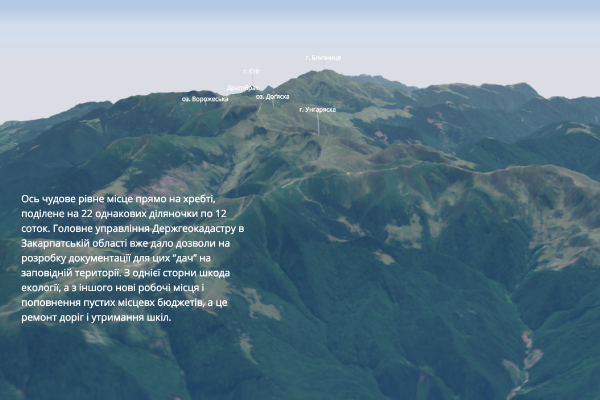 г. Близниця
г. Стіг
Драгобрат
оз. Ворожеська
оз. Догяска
г. Унгаряска
Ось чудове рівне місце прямо на хребті,
поділене на 22 однакових діляночки по 12
соток. Головне управління Держгеокадастру в
Закарпатській області вже дало дозволи на
розробку документації для цих “дач” на
заповідній території. З однієї сторни шкода
екології, а з іншого нові робочі місця і
поповнення пустих місцевх бюджетів, а це
ремонт доріг і утримання шкіл.